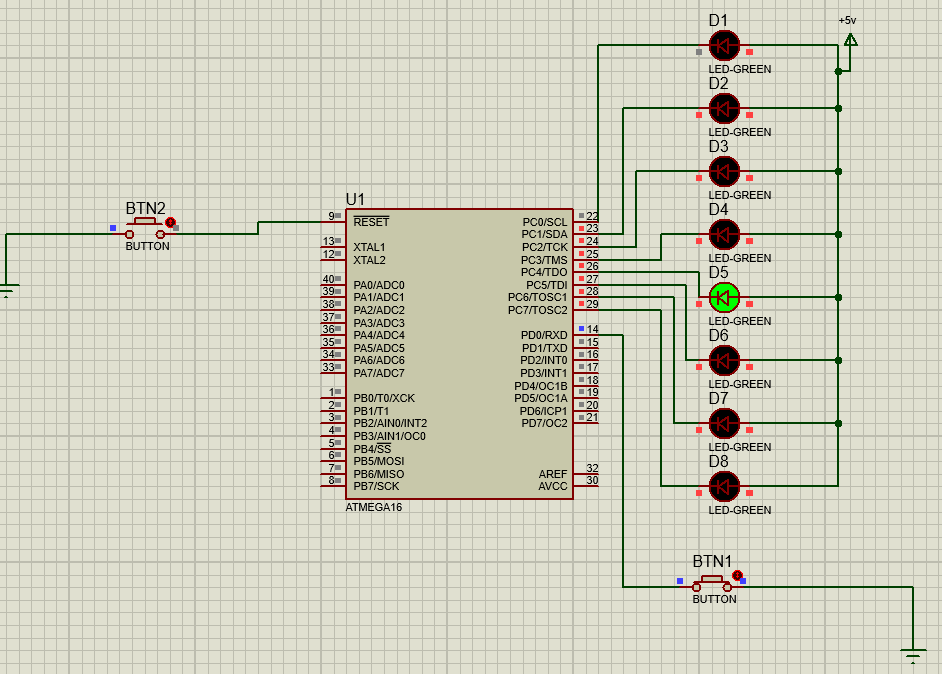 D1
+5v
LED-GREEN
D2
LED-GREEN
D3
LED-GREEN
D4
LED-GREEN
D5
LED-GREEN
D6
LED-GREEN
D7
LED-GREEN
D8
LED-GREEN
BTN2
BUTTON
U1
9 RESET
13 XTAL1
12 XTAL2
40 PA0/ADC0
39 PA1/ADC1
38 PA2/ADC2
37 PA3/ADC3
36 PA4/ADC4
35 PA5/ADC5
34 PA6/ADC6
33 PA7/ADC7
1 PB0/T0/XCK
2 PB1/T1
3 PB2/AIN0/INT2
4 PB3/AIN1/OC0
5 PB4/SS
6 PB5/MOSI
7 PB6/MISO
8 PB7/SCK
PC0/SCL 22
PC1/SDA 23
PC2/TCK 24
PC3/TMS 25
PC4/TDO 26
PC5/TDI 27
PC6/TOSC1 28
PC7/TOSC2 29
PD0/RXD 14
PD1/TXD 15
PD2/INT0 16
PD3/INT1 17
PD4/OC1B 18
PD5/OC1A 19
PD6/ICP1 20
PD7/OC2 21
AREF 32
AVCC 30
ATMEGA16
BTN1
BUTTON